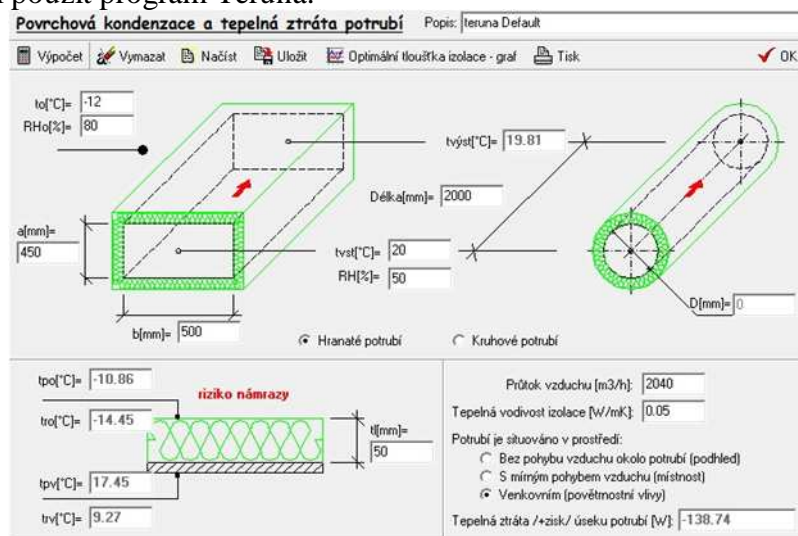 použít program Teruna.
Povrchová kondenzace a tepelná ztráta potrubí Popis: teruna Default
Výpočet Vymazat Načíst Uložit Optimální tloušťka izolace - graf Tisk OK
to[°C]= -12
RHo[%]= 80
tvýst[°C]= 19.81
Délka[mm]= 2000
a[mm]=
450
tvst[°C]= 20
RH[%]= 50
D[mm]= 0
b[mm]= 500
Hranaté potrubí Kruhové potrubí
tpo[°C]= -10.86
riziko námrazy
tro[°C]= -14.45
tl[mm]=
50
tpv[°C]= 17.45
trv[°C]= 9.27
Průtok vzduchu [m3/h]: 2040
Tepelná vodivost izolace [W/mK]: 0.05
Potrubí je situováno v prostředí:
Bez pohybu vzduchu okolo potrubí (podhled)
S mírným pohybem vzduchu (místnost)
Venkovním (povětrnostní vlivy)
Tepelná ztráta /+zisk/ úseku potrubí [W]: -138.74